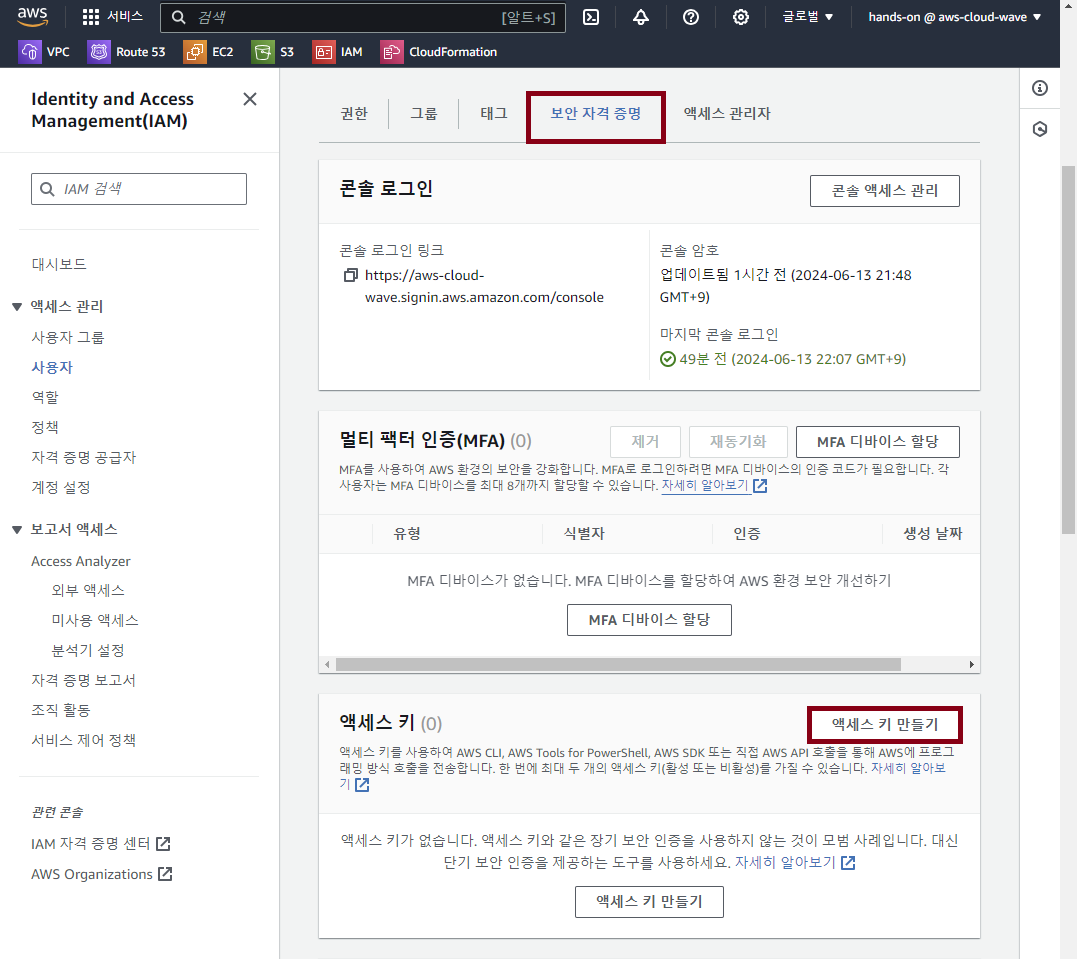 aws
서비스
검색
[알트+S]
글로벌 ▼
hands-on @ aws-cloud-wave ▼
VPC
Route 53
EC2
S3
IAM
CloudFormation
Identity and Access
Management(IAM)
IAM 검색
대시보드
액세스 관리
사용자 그룹
사용자
역할
정책
자격 증명 공급자
계정 설정
보고서 액세스
Access Analyzer
외부 액세스
미사용 액세스
분석기 설정
자격 증명 보고서
조직 활동
서비스 제어 정책
관련 콘솔
IAM 자격 증명 센터
AWS Organizations
권한
그룹
태그
보안 자격 증명
액세스 관리자
콘솔 로그인
콘솔 액세스 관리
콘솔 로그인 링크
https://aws-cloud-
wave.signin.aws.amazon.com/console
콘솔 암호
업데이트됨 1시간 전 (2024-06-13 21:48
GMT+9)
마지막 콘솔 로그인
49분 전 (2024-06-13 22:07 GMT+9)
멀티 팩터 인증(MFA) (0)
제거
재동기화
MFA 디바이스 할당
MFA를 사용하여 AWS 환경의 보안을 강화합니다. MFA로 로그인하려면 MFA 디바이스의 인증 코드가 필요합니다. 각
사용자는 MFA 디바이스를 최대 8개까지 할당할 수 있습니다. 자세히 알아보기
유형
식별자
인증
생성 날짜
MFA 디바이스가 없습니다. MFA 디바이스를 할당하여 AWS 환경 보안 개선하기
MFA 디바이스 할당
액세스 키 (0)
액세스 키 만들기
액세스 키를 사용하여 AWS CLI, AWS Tools for PowerShell, AWS SDK 또는 직접 AWS API 호출을 통해 AWS에 프로그
래밍 방식 호출을 전송합니다. 한 번에 최대 두 개의 액세스 키(활성 또는 비활성)를 가질 수 있습니다. 자세히 알아보
기
액세스 키가 없습니다. 액세스 키와 같은 장기 보안 인증을 사용하지 않는 것이 모범 사례입니다. 대신
단기 보안 인증을 제공하는 도구를 사용하세요. 자세히 알아보기
액세스 키 만들기